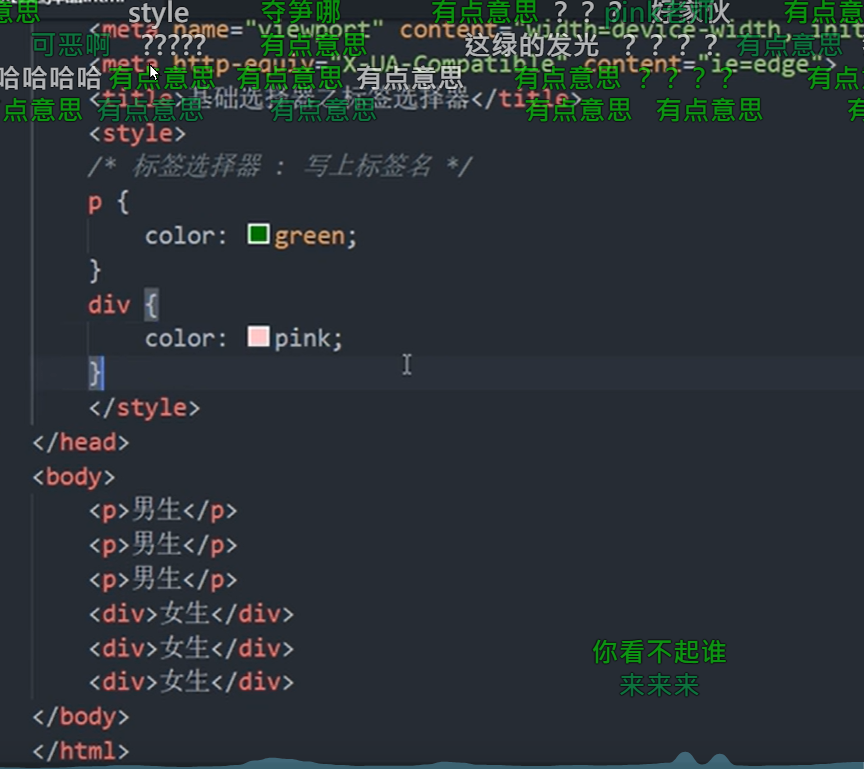 有点意思 style 夺笋哪 有点意思 ？？？ pink老师 好家伙 有点意思
<meta name="viewport" content="width=device-width, init
可恶啊 ????? 有点意思 这绿的发光 ？？？？ 有点意思
<meta http-equiv="X-UA-Compatible" content="ie=edge">
哈哈哈哈 有点意思 有点意思 有点意思 有点意思 ？？？？ 有点
<title>基础选择器之标签选择器</title>
点意思 有点意思 有点意思 有点意思 有点意思
<style>
/* 标签选择器 : 写上标签名 */
p {
color: green;
}
div {
color: pink;
}
</style>
</head>
<body>
<p>男生</p>
<p>男生</p>
<p>男生</p>
<div>女生</div>
<div>女生</div>
你看不起谁
<div>女生</div>
来来来
</body>
</html>